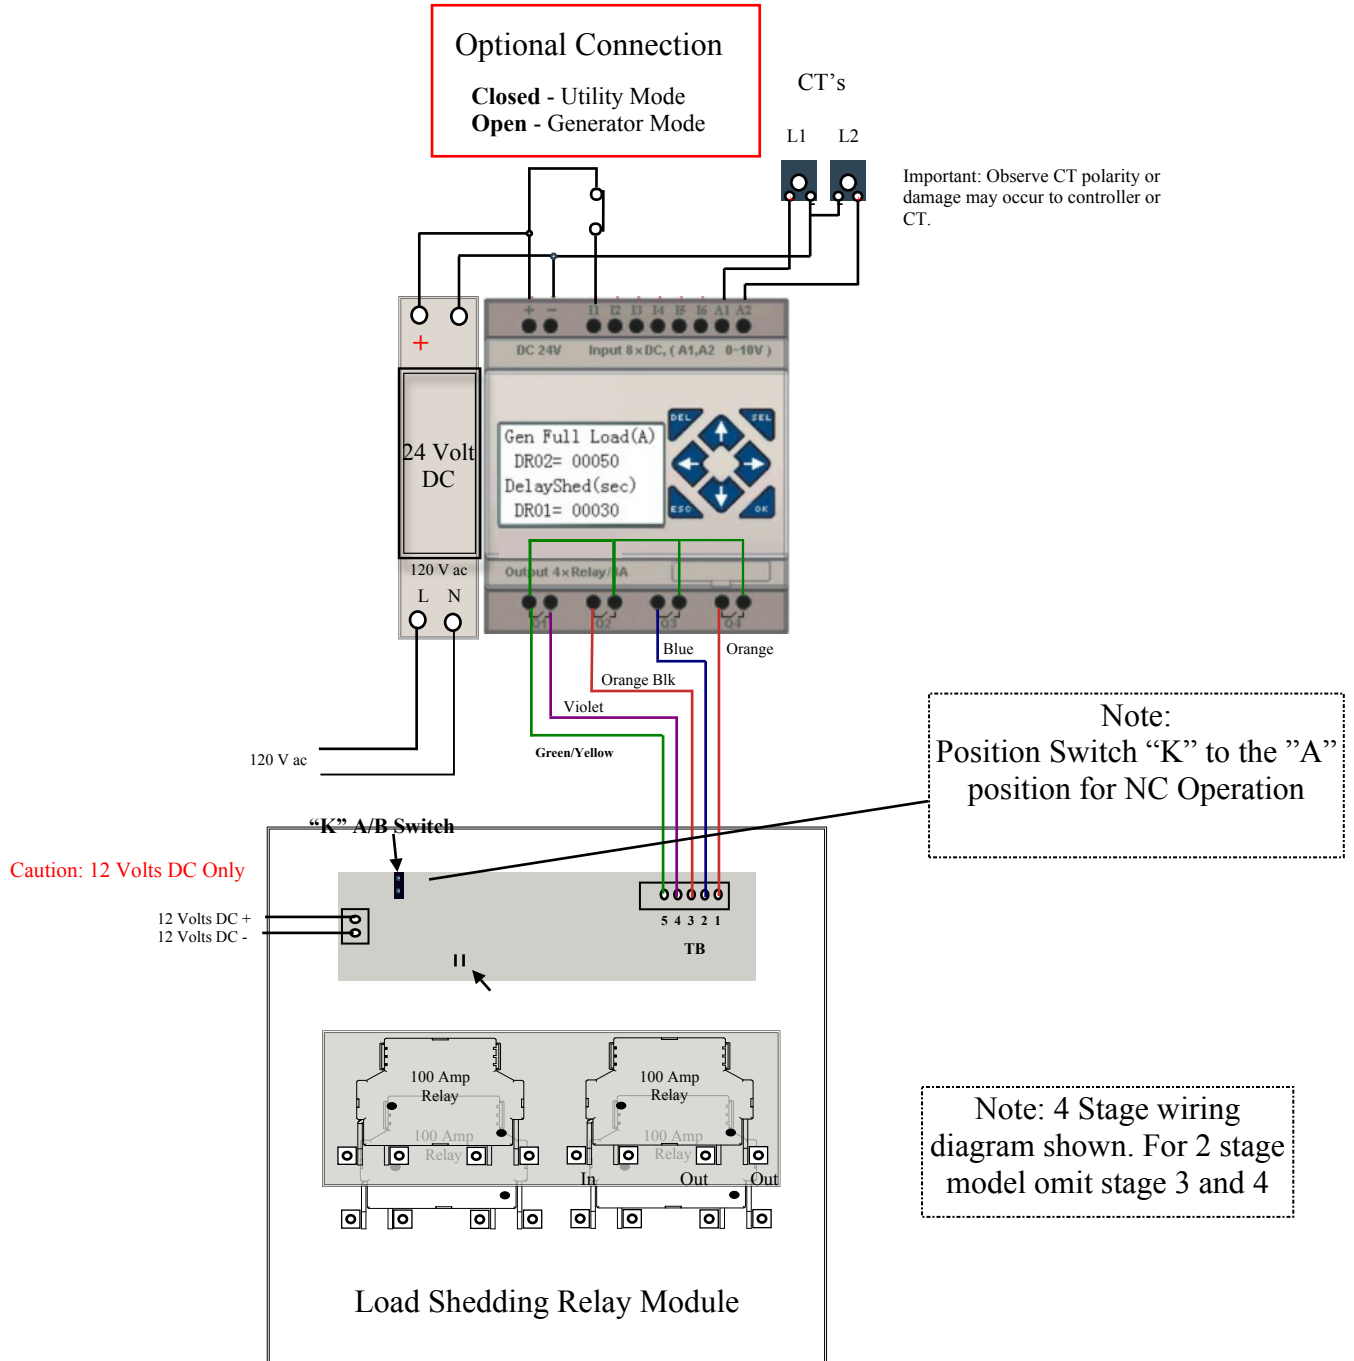 Optional Connection
Closed - Utility Mode
Open - Generator Mode
CT's
L1 L2
Important: Observe CT polarity or
damage may occur to controller or
CT.
+ − I1 I2 I3 I4 I5 I6 A1 A2
DC 24V Input 8×DC, ( A1,A2 0~10V )
+
24 Volt
DC
120 V ac
L N
Gen Full Load(A)
DR02= 00050
DelayShed(sec)
DR01= 00030
DEL SEL
ESC OK
Output 4×Relay/8A
Q1 Q2 Q3 Q4
Blue Orange
Orange Blk
Violet
Green/Yellow
120 V ac
Note:
Position Switch “K” to the ”A”
position for NC Operation
“K” A/B Switch
Caution: 12 Volts DC Only
12 Volts DC +
12 Volts DC -
5 4 3 2 1
TB
100 Amp
Relay
100 Amp
Relay
100 Amp
Relay
100 Amp
Relay
In Out Out
Note: 4 Stage wiring
diagram shown. For 2 stage
model omit stage 3 and 4
Load Shedding Relay Module